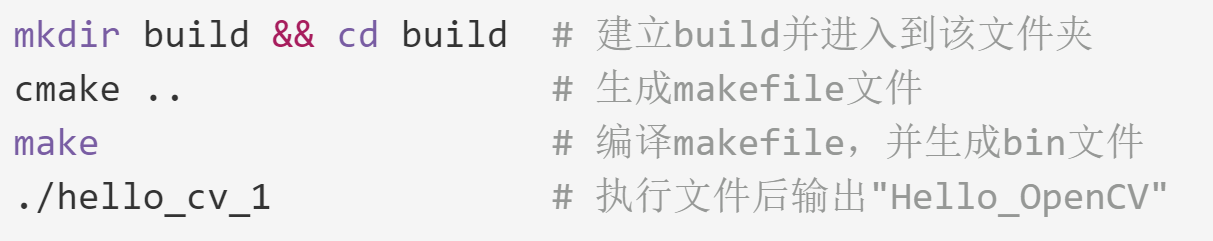 mkdir build && cd build  # 建立build并进入到该文件夹
cmake ..                 # 生成makefile文件
make                     # 编译makefile，并生成bin文件
./hello_cv_1             # 执行文件后输出"Hello_OpenCV"